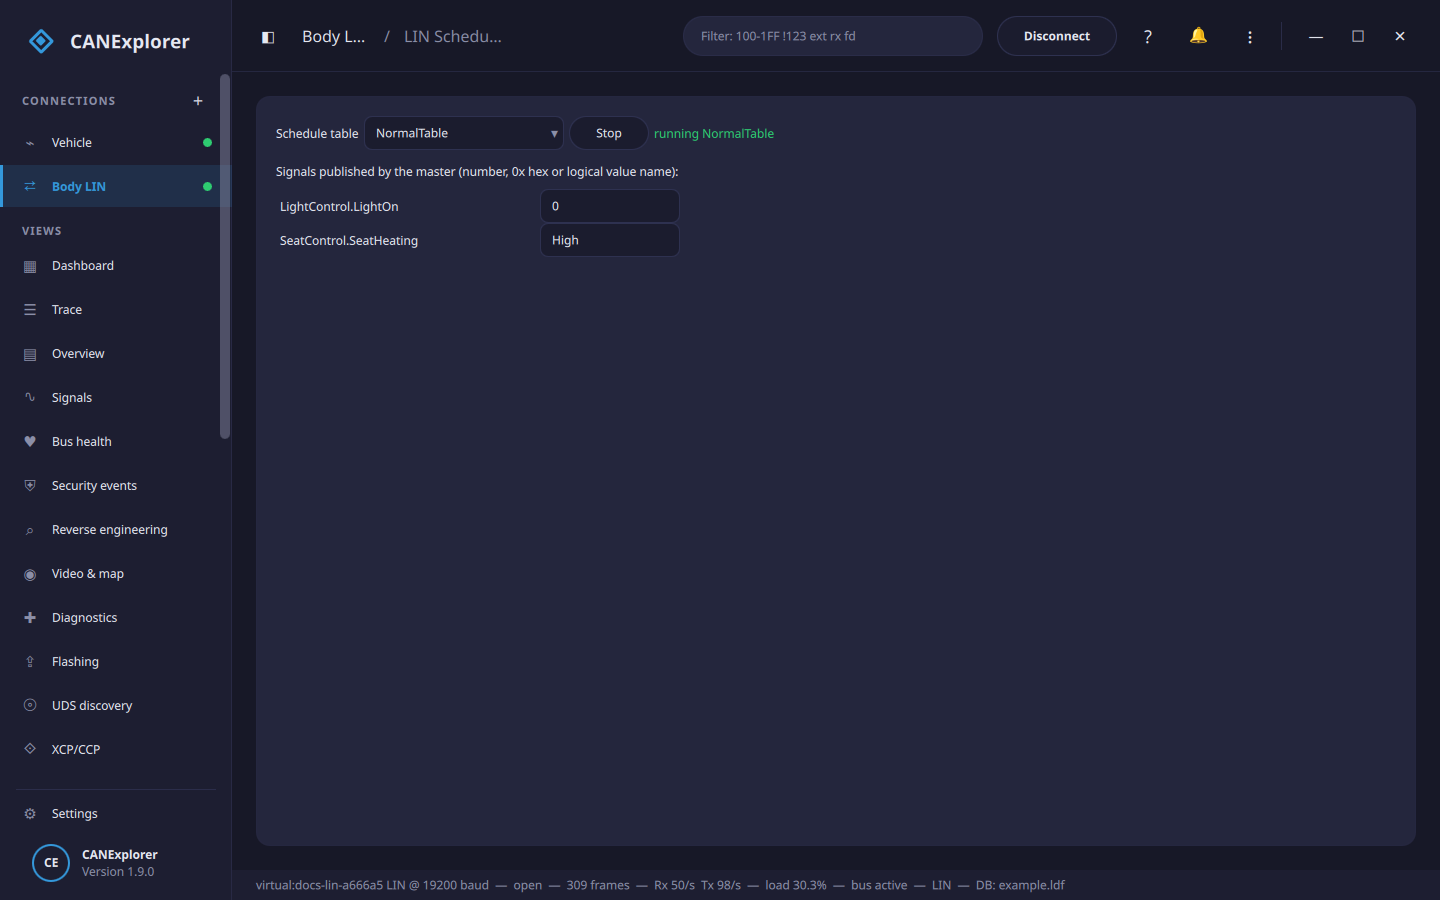 CANExplorer
Body L... / LIN Schedu...
Filter: 100-1FF !123 ext rx fd
Disconnect
?
CONNECTIONS +
Vehicle
Body LIN
VIEWS
Dashboard
Trace
Overview
Signals
Bus health
Security events
Reverse engineering
Video & map
Diagnostics
Flashing
UDS discovery
XCP/CCP
Settings
CE
CANExplorer
Version 1.9.0
Schedule table NormalTable Stop running NormalTable
Signals published by the master (number, 0x hex or logical value name):
LightControl.LightOn 0
SeatControl.SeatHeating High
virtual:docs-lin-a666a5 LIN @ 19200 baud — open — 309 frames — Rx 50/s Tx 98/s — load 30.3% — bus active — LIN — DB: example.ldf